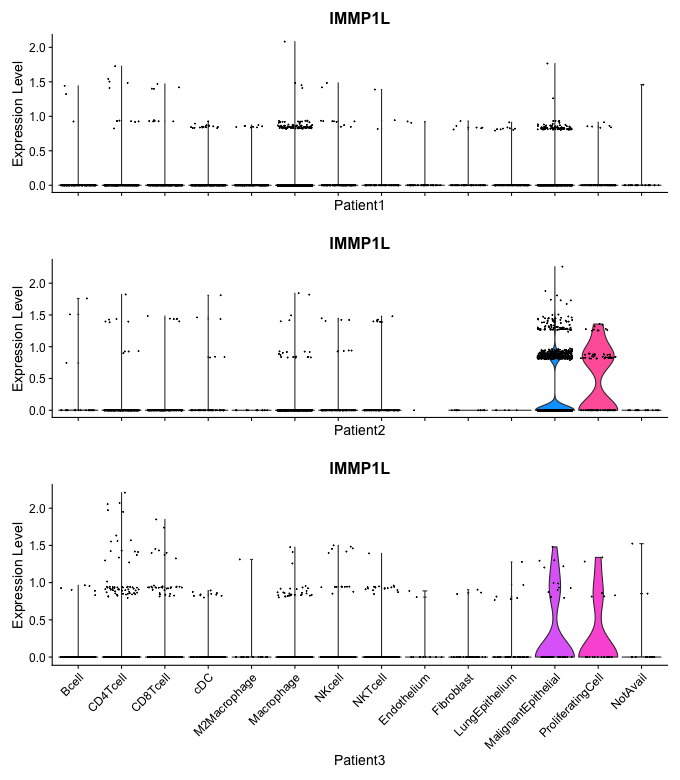 IMMP1L
Expression Level
2.0
1.5
1.0
0.5
0.0
Patient1
IMMP1L
Expression Level
2.0
1.5
1.0
0.5
0.0
Patient2
IMMP1L
Expression Level
2.0
1.5
1.0
0.5
0.0
Bcell
CD4Tcell
CD8Tcell
cDC
M2Macrophage
Macrophage
NKcell
NKTcell
Endothelium
Fibroblast
LungEpithelium
MalignantEpithelial
ProliferatingCell
NotAvail
Patient3